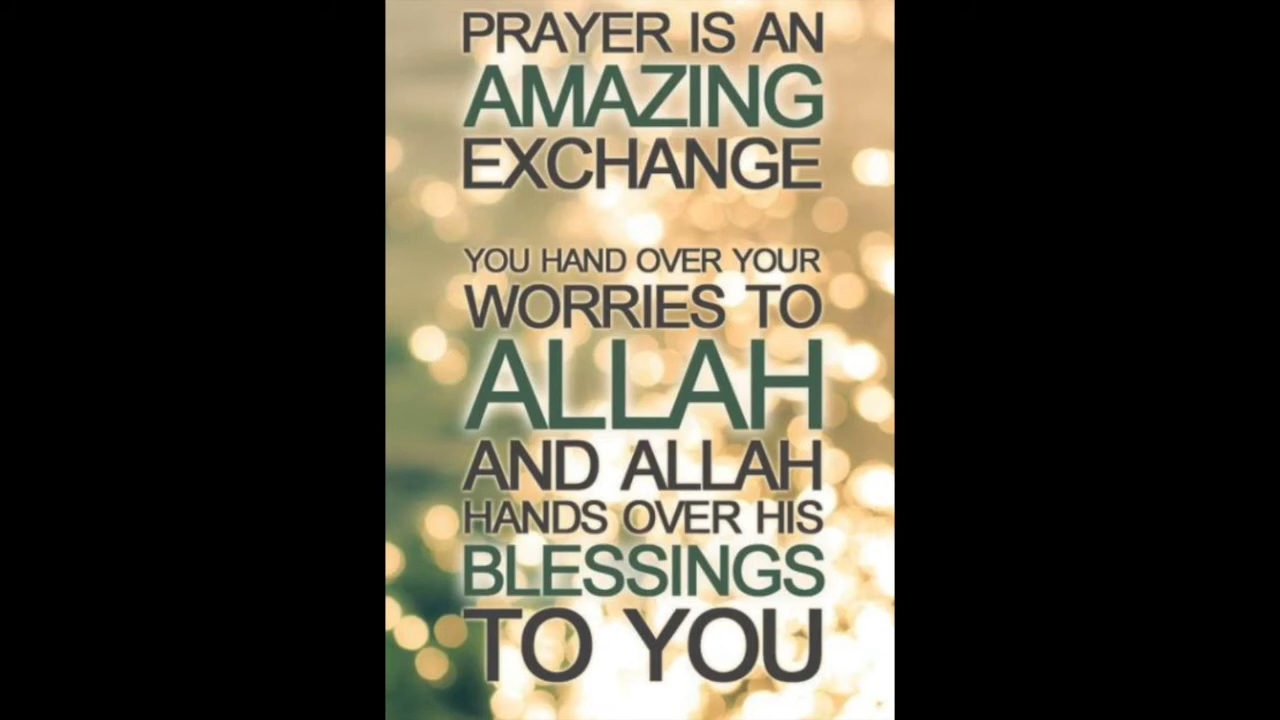 PRAYER IS AN
AMAZING
EXCHANGE
YOU HAND OVER YOUR
WORRIES TO
ALLAH
AND ALLAH
HANDS OVER HIS
BLESSINGS
TO YOU